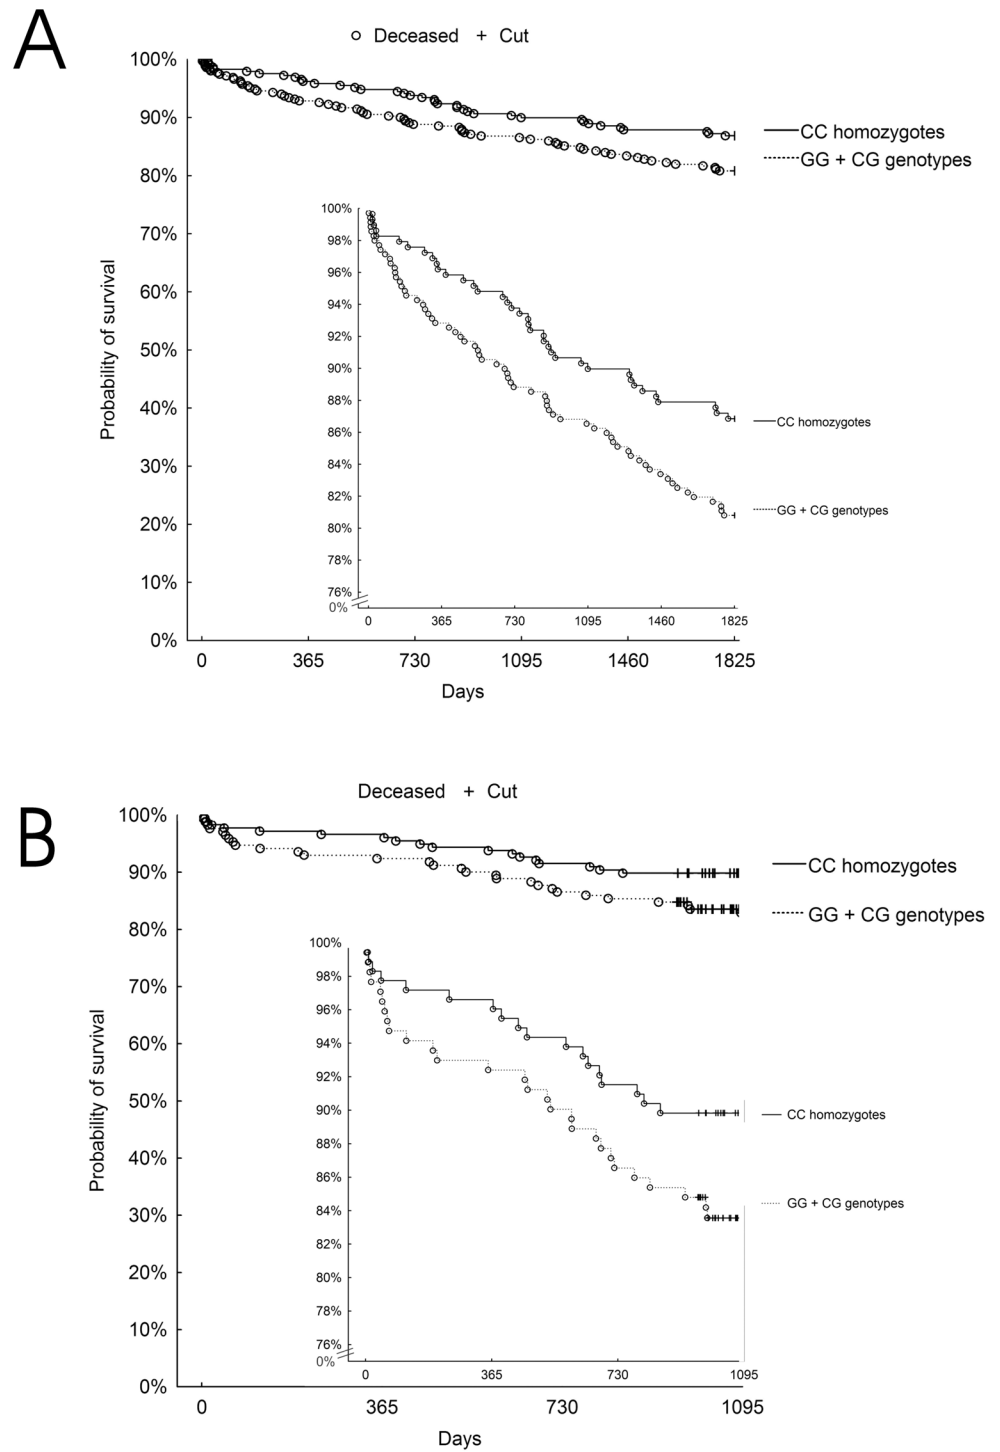 A
Deceased + Cut
100%
90%
80%
70%
60%
50%
40%
30%
20%
10%
0%
Probability of survival
CC homozygotes
GG + CG genotypes
100%
98%
96%
94%
92%
90%
88%
86%
84%
82%
80%
78%
76%
0%
CC homozygotes
GG + CG genotypes
0 365 730 1095 1460 1825
0 365 730 1095 1460 1825
Days
B
Deceased + Cut
100%
90%
80%
70%
60%
50%
40%
30%
20%
10%
0%
Probability of survival
CC homozygotes
GG + CG genotypes
100%
98%
96%
94%
92%
90%
88%
86%
84%
82%
80%
78%
76%
0%
CC homozygotes
GG + CG genotypes
0 365 730 1095
0 365 730 1095
Days